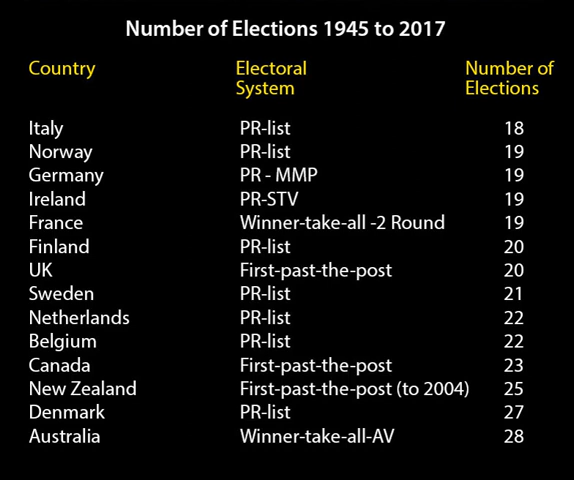 Number of Elections 1945 to 2017
Country Electoral System Number of Elections
Italy PR-list 18
Norway PR-list 19
Germany PR - MMP 19
Ireland PR-STV 19
France Winner-take-all -2 Round 19
Finland PR-list 20
UK First-past-the-post 20
Sweden PR-list 21
Netherlands PR-list 22
Belgium PR-list 22
Canada First-past-the-post 23
New Zealand First-past-the-post (to 2004) 25
Denmark PR-list 27
Australia Winner-take-all-AV 28